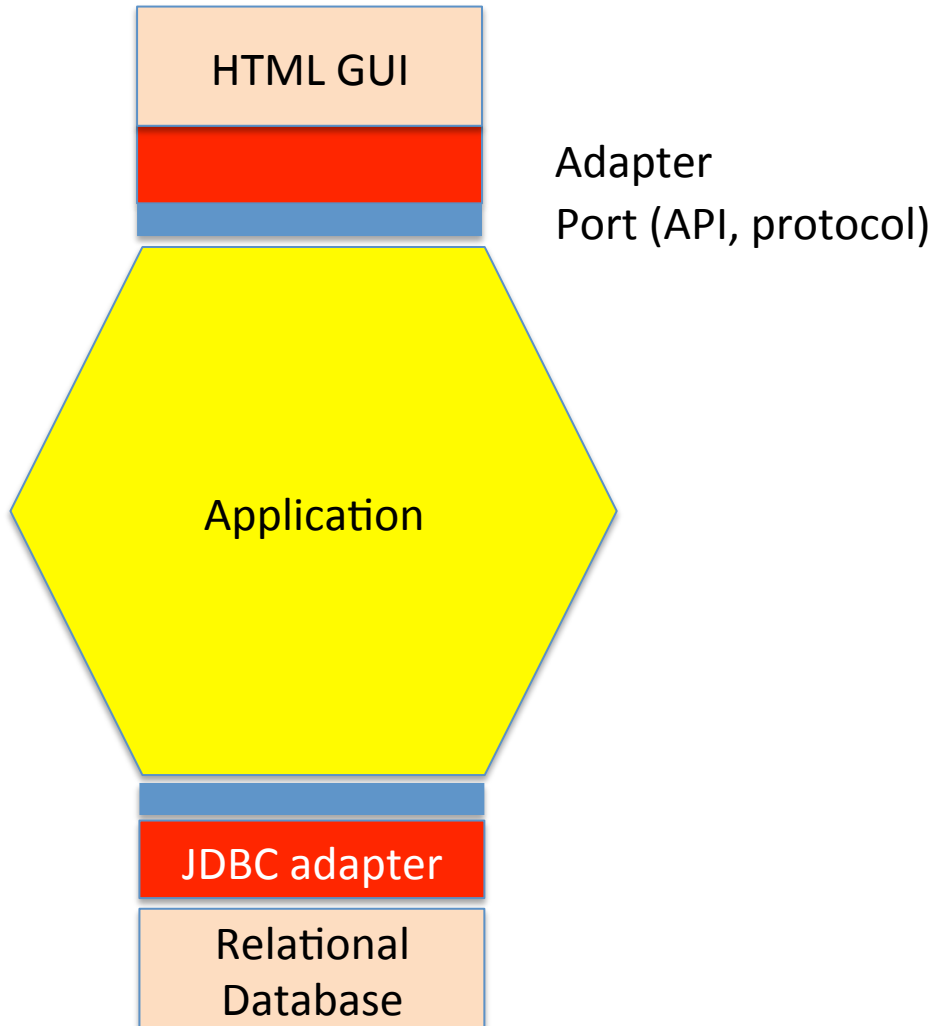 HTML GUI
Adapter
Port (API, protocol)
Application
JDBC adapter
Relational
Database